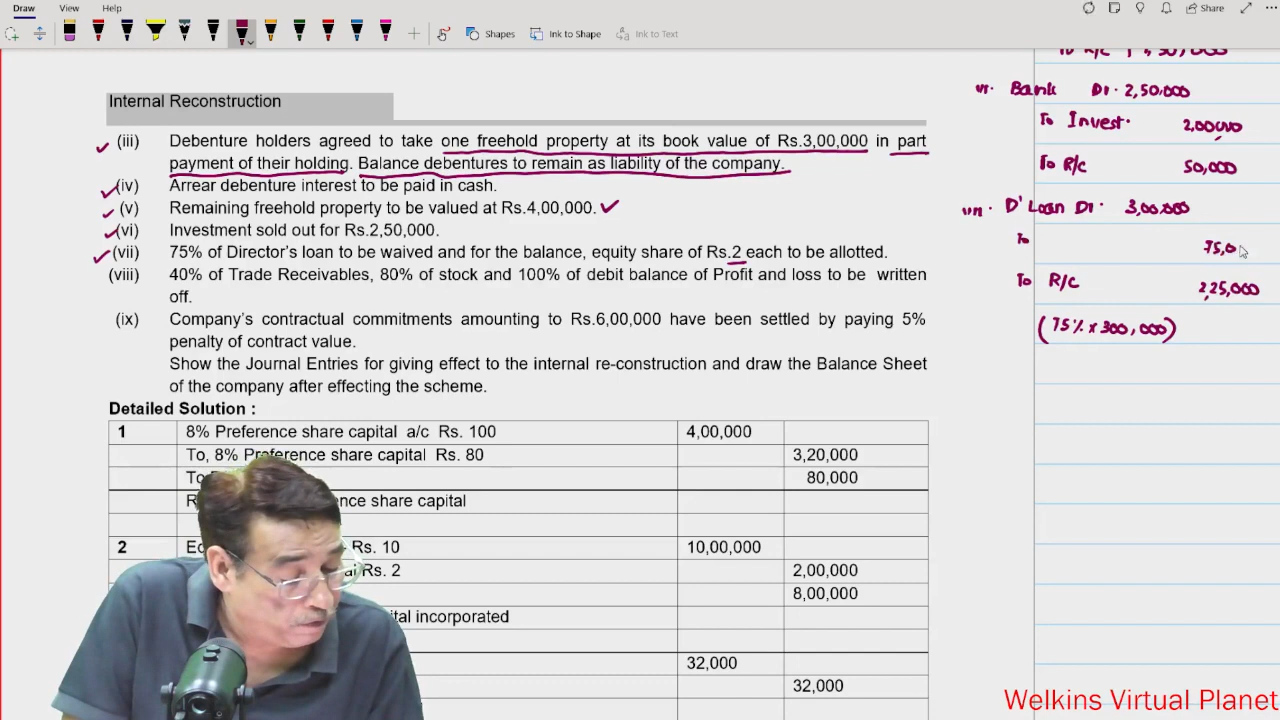 Draw View Help Share
Shapes Ink to Shape Ink to Text
Internal Reconstruction
(iii) Debenture holders agreed to take one freehold property at its book value of Rs.3,00,000 in part
payment of their holding. Balance debentures to remain as liability of the company.
(iv) Arrear debenture interest to be paid in cash.
(v) Remaining freehold property to be valued at Rs.4,00,000.
(vi) Investment sold out for Rs.2,50,000.
(vii) 75% of Director's loan to be waived and for the balance, equity share of Rs.2 each to be allotted.
(viii) 40% of Trade Receivables, 80% of stock and 100% of debit balance of Profit and loss to be written
off.
(ix) Company's contractual commitments amounting to Rs.6,00,000 have been settled by paying 5%
penalty of contract value.
Show the Journal Entries for giving effect to the internal re-construction and draw the Balance Sheet
of the company after effecting the scheme.
Detailed Solution :
1 8% Preference share capital a/c Rs. 100 4,00,000
To, 8% Preference share capital Rs. 80 3,20,000
To 80,000
ence share capital
2 Rs. 10 10,00,000
Rs. 2 2,00,000
8,00,000
ital incorporated
32,000
32,000
To R/C
vi. Bank Dr. 2,50,000
To Invest. 2,00,000
To R/C 50,000
vii. D' Loan Dr. 3,00,000
To 75,0
To R/C 2,25,000
(75% x 300,000)
Welkins Virtual Planet